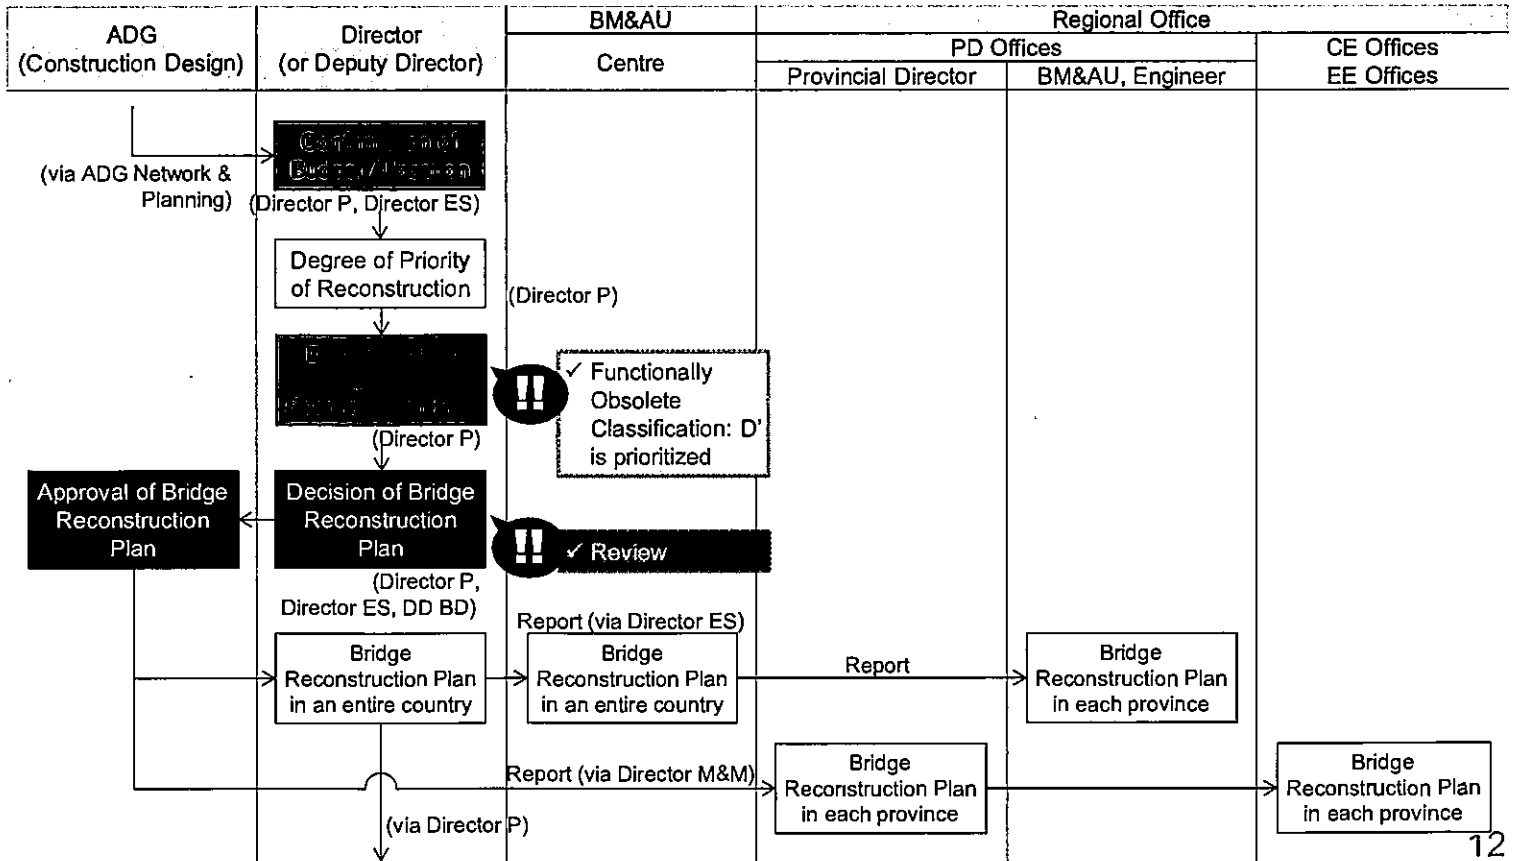 ADG
(Construction Design)
Director
(or Deputy Director)
BM&AU
Centre
Regional Office
PD Offices
Provincial Director
BM&AU, Engineer
CE Offices
EE Offices
(via ADG Network &
Planning)
(Director P, Director ES)
Degree of Priority
of Reconstruction
(Director P)
!!
✓ Functionally
Obsolete
Classification: D'
is prioritized
(Director P)
Approval of Bridge
Reconstruction
Plan
Decision of Bridge
Reconstruction
Plan
!!
✓ Review
(Director P,
Director ES, DD BD)
Report (via Director ES)
Bridge
Reconstruction Plan
in an entire country
Bridge
Reconstruction Plan
in an entire country
Report
Bridge
Reconstruction Plan
in each province
Report (via Director M&M)
Bridge
Reconstruction Plan
in each province
Bridge
Reconstruction Plan
in each province
(via Director P)
12